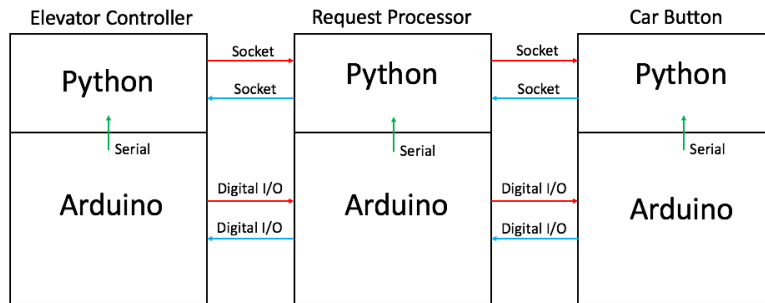 Elevator Controller
Request Processor
Car Button
Socket
Socket
Python
Python
Python
Socket
Socket
Serial
Serial
Serial
Digital I/O
Digital I/O
Arduino
Arduino
Arduino
Digital I/O
Digital I/O